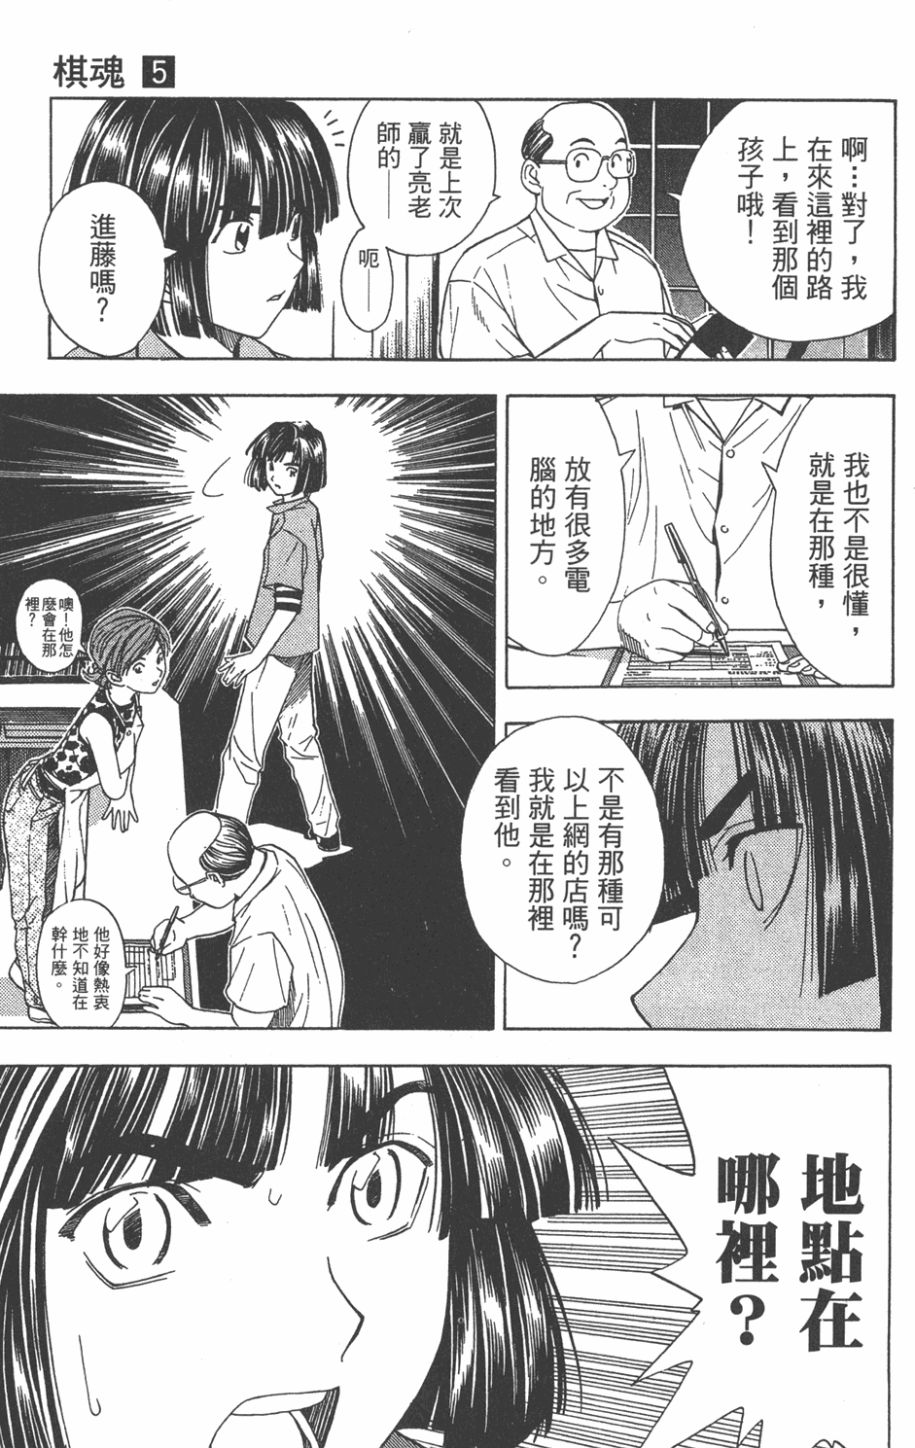 棋魂 5
啊…對了，我
在來這裡的路
上，看到那個
孩子哦！
就是上次
贏了亮老
師的——
呃——
進藤嗎？
我也不是很懂，
就是在那種，
放有很多電
腦的地方。
不是有那種可
以上網的店嗎？
我就是在那裡
看到他。
噢！他怎
麼會在那
裡？
他好像熱衷
地不知道在
幹什麼。
地點在
哪裡？